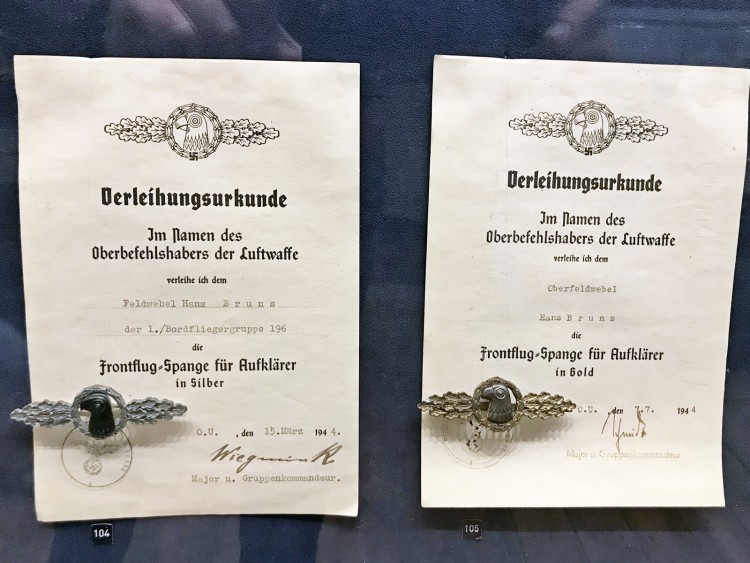 Verleihungsurkunde
Im Namen des
Oberbefehlshabers der Luftwaffe
verleihe ich dem
Feldwebel Hans Bruns
der 1./Bordfliegergruppe 196
die
Frontflug-Spange für Aufklärer
in Silber
O.U. , den 15.März 1944.
Major u. Gruppenkommandeur.
104
Verleihungsurkunde
Im Namen des
Oberbefehlshabers der Luftwaffe
verleihe ich dem
Oberfeldwebel
Hans Bruns
die
Frontflug-Spange für Aufklärer
in Gold
O.U. , den 7.7. 1944
Major u. Gruppenkommandeur
105